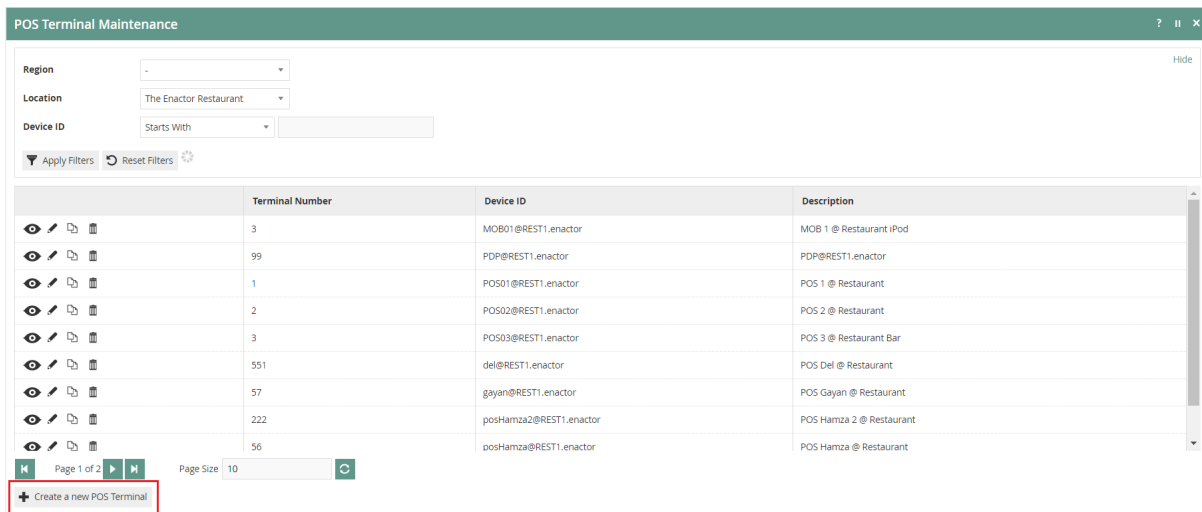 POS Terminal Maintenance ? II X
Hide
Region -
Location The Enactor Restaurant
Device ID Starts With
Apply Filters Reset Filters
Terminal Number Device ID Description
3 MOB01@REST1.enactor MOB 1 @ Restaurant iPod
99 PDP@REST1.enactor PDP@REST1.enactor
1 POS01@REST1.enactor POS 1 @ Restaurant
2 POS02@REST1.enactor POS 2 @ Restaurant
3 POS03@REST1.enactor POS 3 @ Restaurant Bar
551 del@REST1.enactor POS Del @ Restaurant
57 gayan@REST1.enactor POS Gayan @ Restaurant
222 posHamza2@REST1.enactor POS Hamza 2 @ Restaurant
56 posHamza@REST1.enactor POS Hamza @ Restaurant
Page 1 of 2 Page Size 10
Create a new POS Terminal